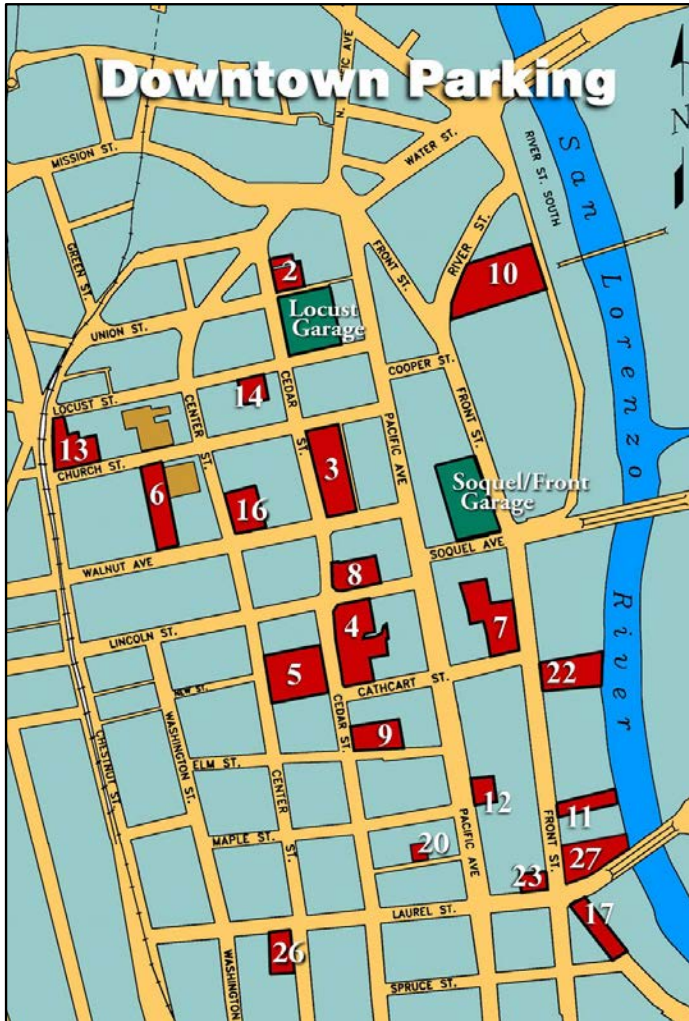 Downtown Parking
N. PACIFIC AVE
N
MISSION ST.
WATER ST.
RIVER ST. SOUTH
San Lorenzo River
GREEN ST.
FRONT ST.
RIVER ST.
2
10
Locust
Garage
UNION ST.
COOPER ST.
LOCUST ST.
14
CEDAR ST.
CENTER ST.
PACIFIC AVE
FRONT ST.
13
CHURCH ST.
3
6
16
Soquel/Front
Garage
SOQUEL AVE
WALNUT AVE
8
LINCOLN ST.
4
7
5
22
NEW ST.
CATHCART ST.
CEDAR ST.
9
CHESTNUT ST.
WASHINGTON ST.
ELM ST.
CENTER ST.
12
11
PACIFIC AVE
FRONT ST.
MAPLE ST.
20
27
23
LAUREL ST.
17
26
WASHINGTON
SPRUCE ST.